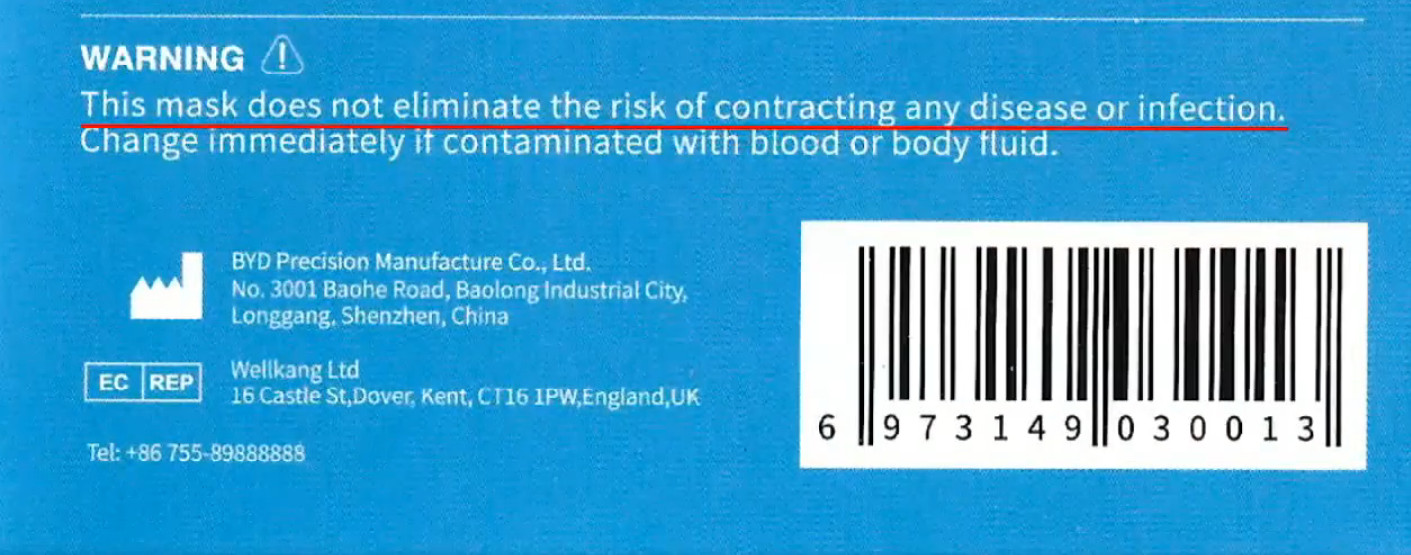 WARNING
This mask does not eliminate the risk of contracting any disease or infection.
Change immediately if contaminated with blood or body fluid.
BYD Precision Manufacture Co., Ltd.
No. 3001 Baohe Road, Baolong Industrial City,
Longgang, Shenzhen, China
EC REP
Wellkang Ltd
16 Castle St,Dover, Kent, CT16 1PW,England,UK
Tel: +86 755-89888888
6 973149 030013